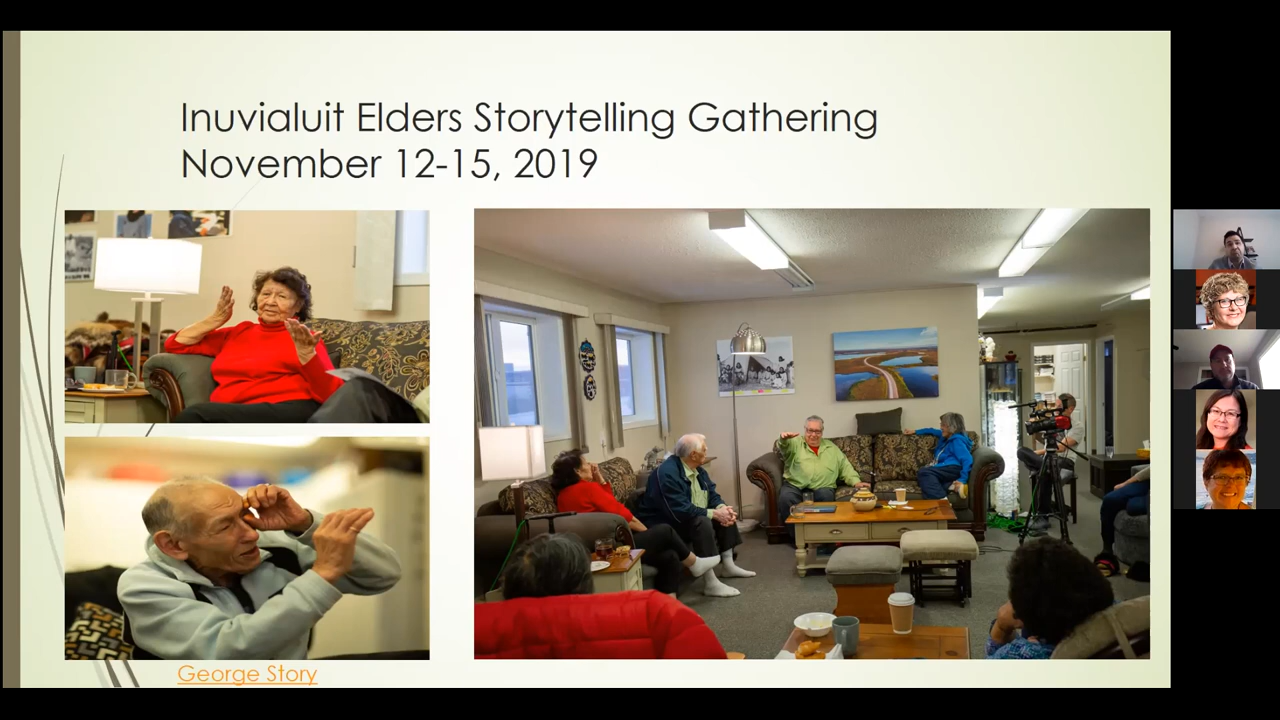 Inuvialuit Elders Storytelling Gathering
November 12-15, 2019
George Story